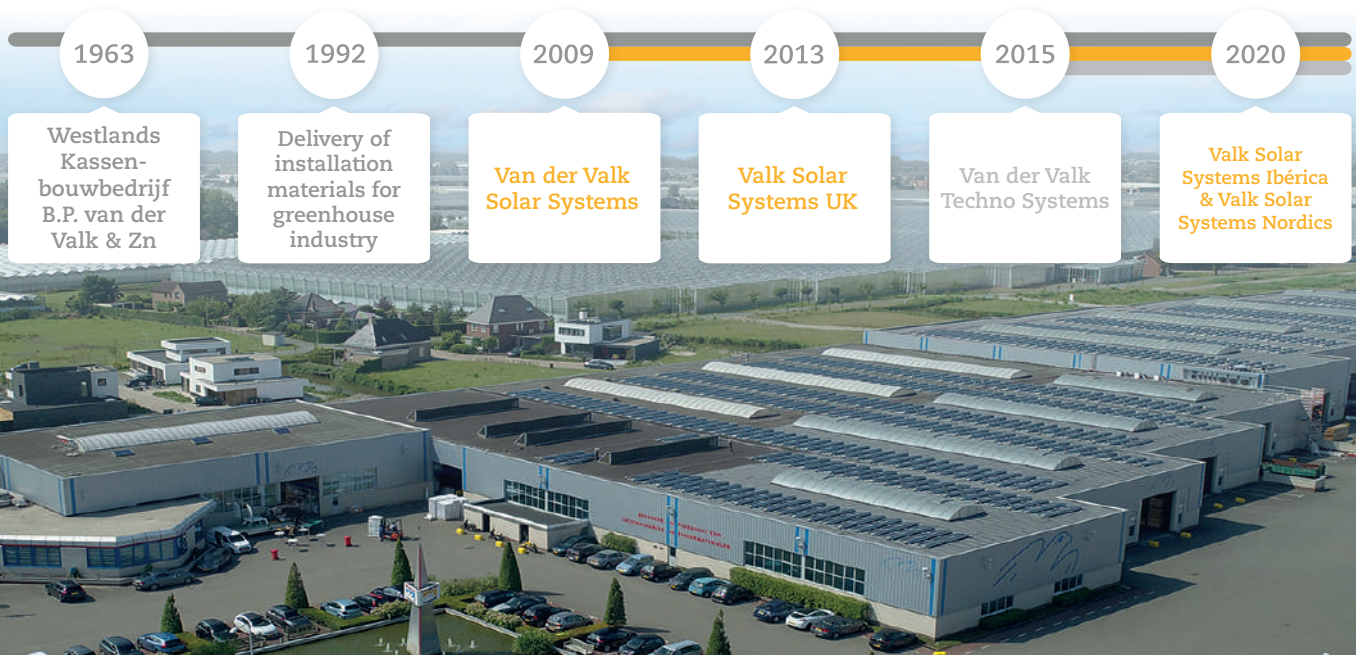 1963
1992
2009
2013
2015
2020
Westlands
Kassen-
bouwbedrijf
B.P. van der
Valk & Zn
Delivery of
installation
materials for
greenhouse
industry
Van der Valk
Solar Systems
Valk Solar
Systems UK
Van der Valk
Techno Systems
Valk Solar
Systems Ibérica
& Valk Solar
Systems Nordics